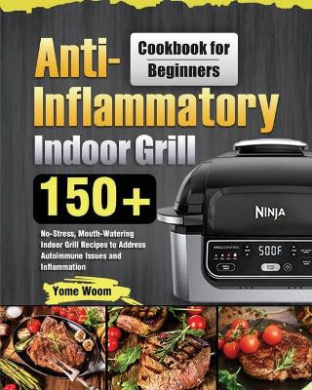 Anti-
Cookbook for
Beginners
Inflammatory
Indoor Grill
150+
No-Stress, Mouth-Watering
Indoor Grill Recipes to Address
Autoimmune Issues and
Inflammation
Yome Woom
NINJA
500F